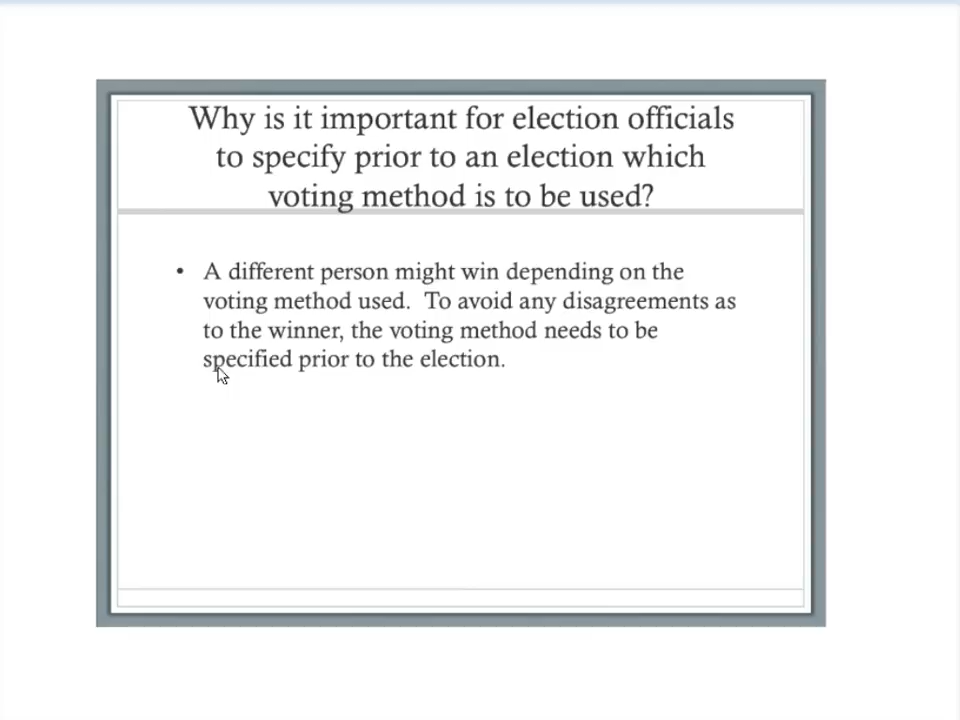 Why is it important for election officials
to specify prior to an election which
voting method is to be used?
• A different person might win depending on the
voting method used.  To avoid any disagreements as
to the winner, the voting method needs to be
specified prior to the election.